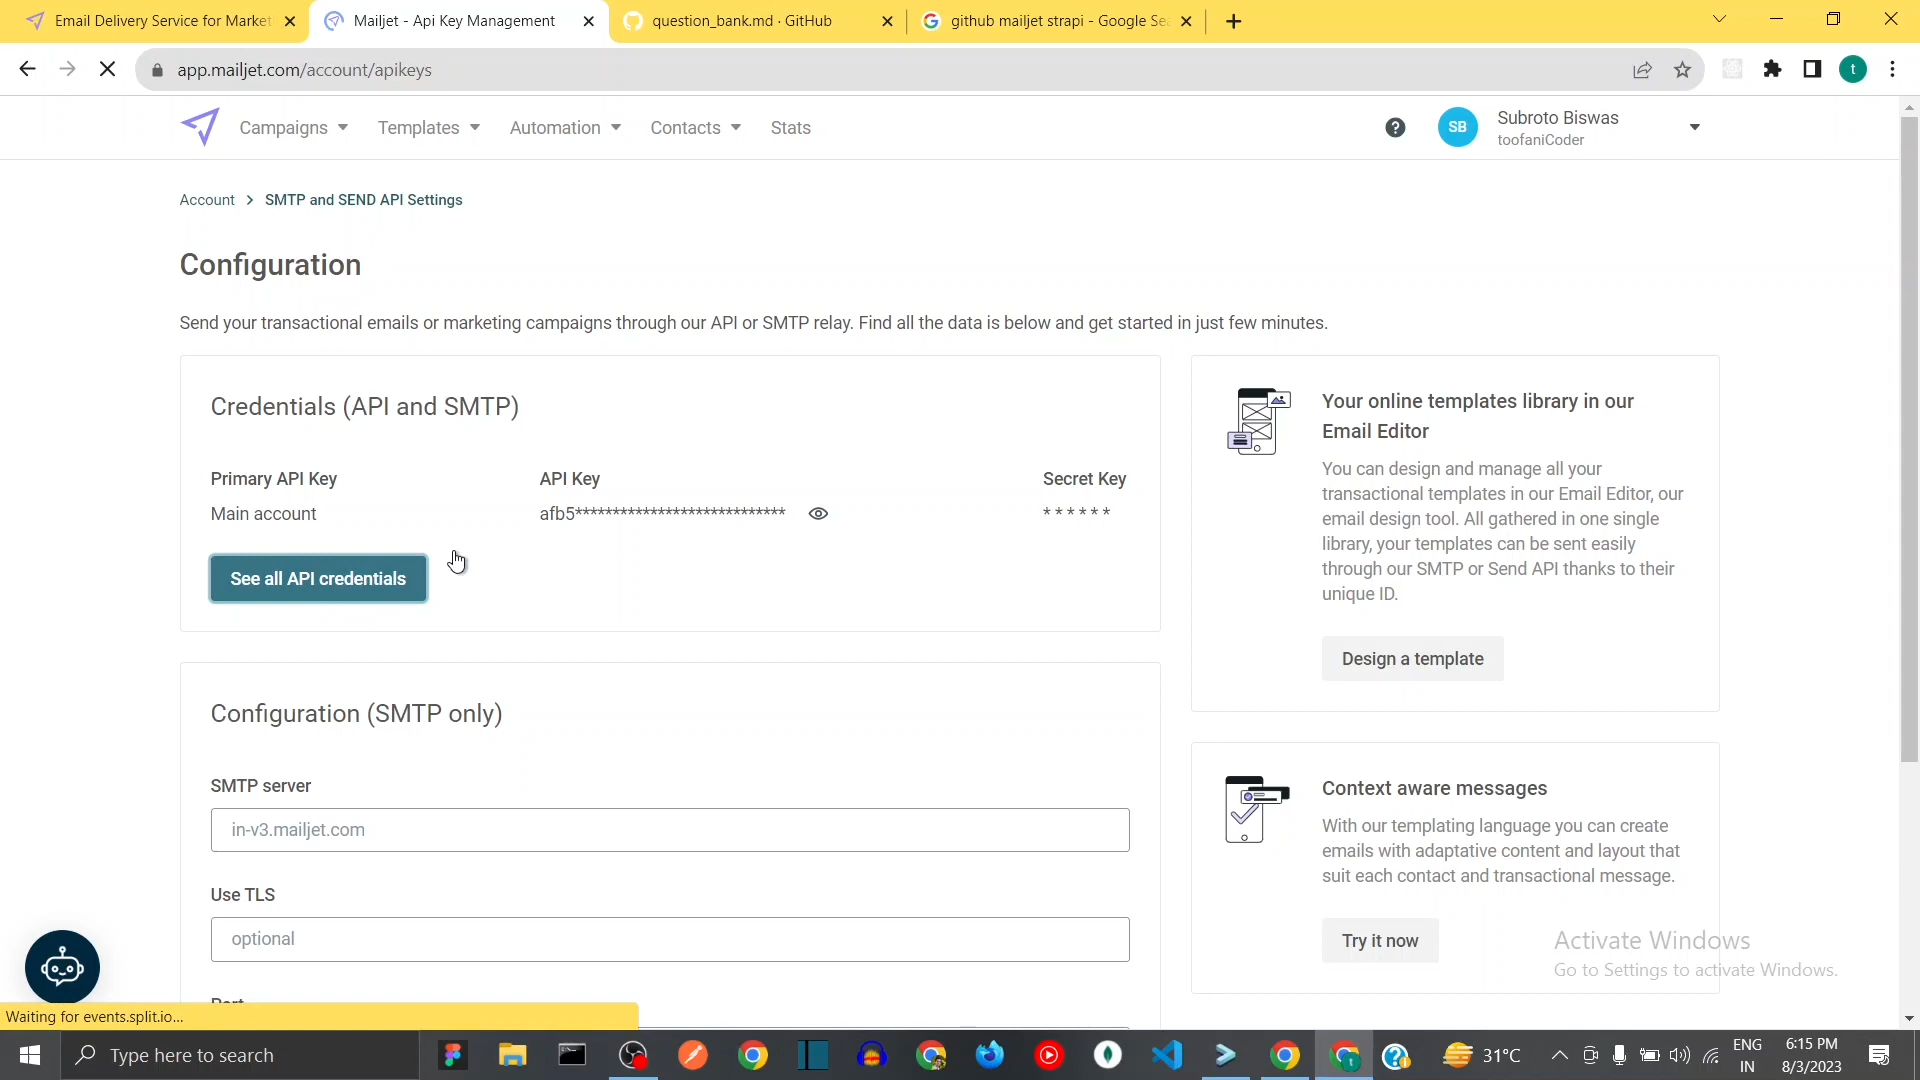 Email Delivery Service for Market
Mailjet - Api Key Management
question_bank.md · GitHub
github mailjet strapi - Google Se
app.mailjet.com/account/apikeys
t
Campaigns
Templates
Automation
Contacts
Stats
?
SB
Subroto Biswas
toofaniCoder
Account > SMTP and SEND API Settings
Configuration
Send your transactional emails or marketing campaigns through our API or SMTP relay. Find all the data is below and get started in just few minutes.
Credentials (API and SMTP)
Primary API Key
API Key
Secret Key
Main account
afb5****************************
******
See all API credentials
Configuration (SMTP only)
SMTP server
in-v3.mailjet.com
Use TLS
optional
Port
Your online templates library in our
Email Editor
You can design and manage all your
transactional templates in our Email Editor, our
email design tool. All gathered in one single
library, your templates can be sent easily
through our SMTP or Send API thanks to their
unique ID.
Design a template
Context aware messages
With our templating language you can create
emails with adaptative content and layout that
suit each contact and transactional message.
Try it now
Activate Windows
Go to Settings to activate Windows.
Waiting for events.split.io...
Type here to search
31°C
ENG
IN
6:15 PM
8/3/2023